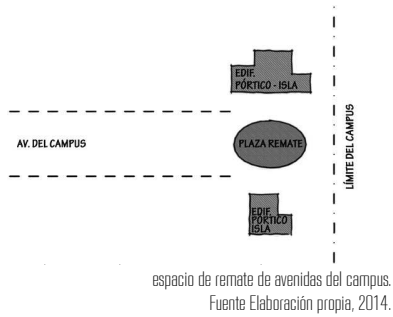 EDIF.
PÓRTICO - ISLA
AV. DEL CAMPUS
PLAZA REMATE
LÍMITE DEL CAMPUS
EDIF.
PÓRTICO
ISLA
espacio de remate de avenidas del campus.
Fuente Elaboración propia, 2014.